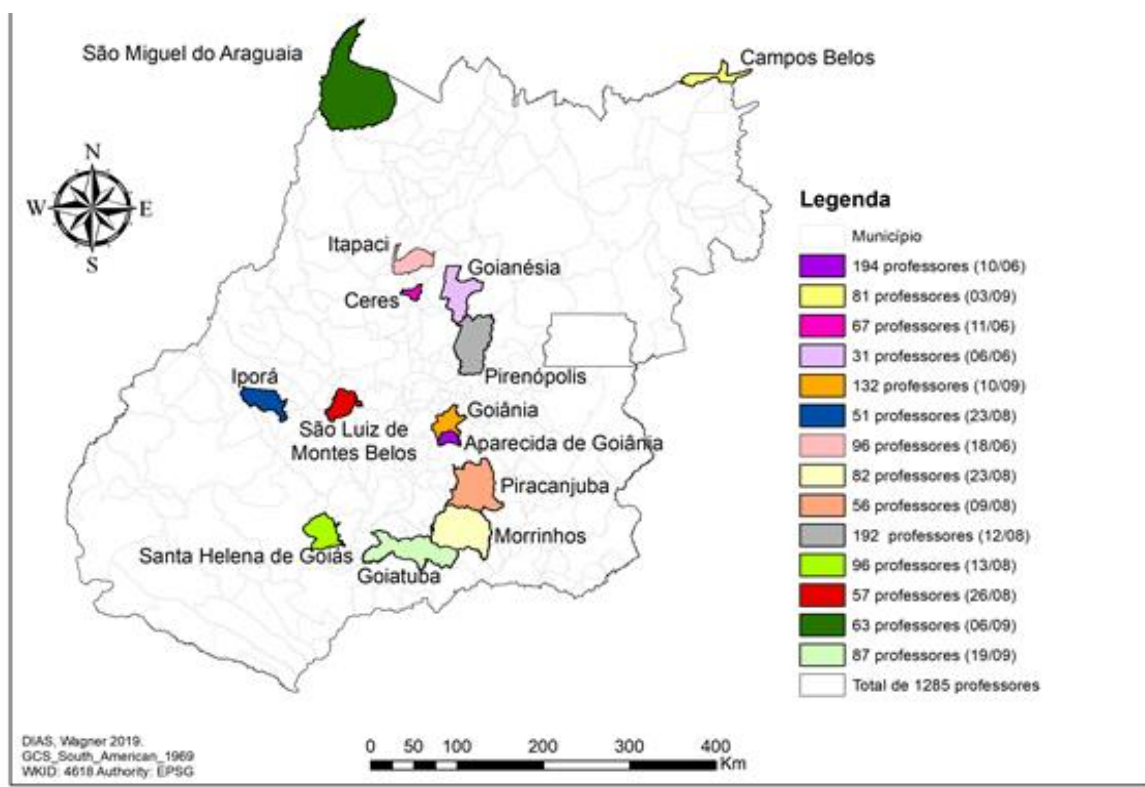 São Miguel do Araguaia
Campos Belos
N
W
E
S
Itapaci
Goianésia
Ceres
Pirenópolis
Iporá
São Luiz de
Montes Belos
Goiânia
Aparecida de Goiânia
Piracanjuba
Morrinhos
Santa Helena de Goiás
Goiatuba
Legenda
Município
194 professores (10/06)
81 professores (03/09)
67 professores (11/06)
31 professores (06/06)
132 professores (10/09)
51 professores (23/08)
96 professores (18/06)
82 professores (23/08)
56 professores (09/08)
192 professores (12/08)
96 professores (13/08)
57 professores (26/08)
63 professores (06/09)
87 professores (19/09)
Total de 1285 professores
DIAS, Wagner 2019.
GCS_South_American_1969
WKID: 4618 Authority: EPSG
0 50 100 200 300 400
Km